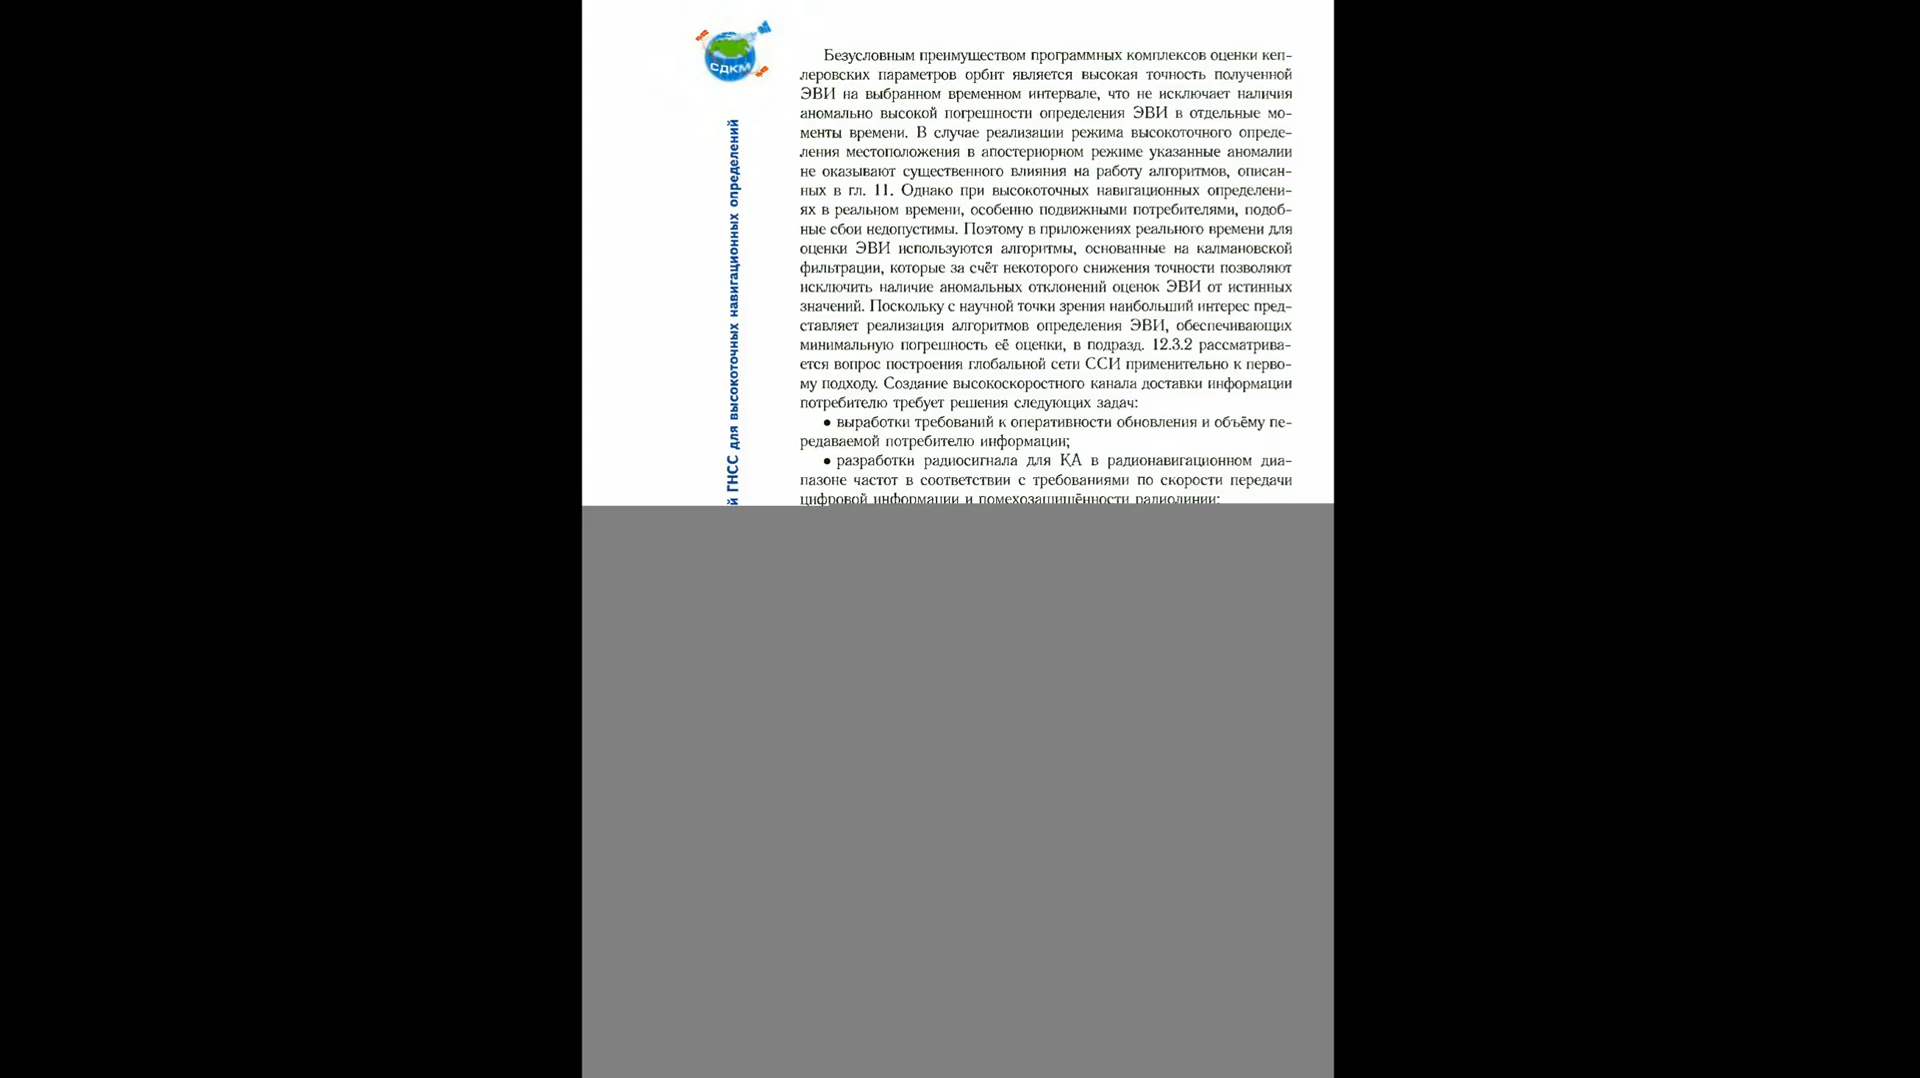 СДКМ
й ГНСС для высокоточных навигационных определений
Безусловным преимуществом программных комплексов оценки кеп-
леровских параметров орбит является высокая точность полученной
ЭВИ на выбранном временном интервале, что не исключает наличия
аномально высокой погрешности определения ЭВИ в отдельные мо-
менты времени. В случае реализации режима высокоточного опреде-
ления местоположения в апостериорном режиме указанные аномалии
не оказывают существенного влияния на работу алгоритмов, описан-
ных в гл. 11. Однако при высокоточных навигационных определени-
ях в реальном времени, особенно подвижными потребителями, подоб-
ные сбои недопустимы. Поэтому в приложениях реального времени для
оценки ЭВИ используются алгоритмы, основанные на калмановской
фильтрации, которые за счёт некоторого снижения точности позволяют
исключить наличие аномальных отклонений оценок ЭВИ от истинных
значений. Поскольку с научной точки зрения наибольший интерес пред-
ставляет реализация алгоритмов определения ЭВИ, обеспечивающих
минимальную погрешность её оценки, в подразд. 12.3.2 рассматрива-
ется вопрос построения глобальной сети ССИ применительно к перво-
му подходу. Создание высокоскоростного канала доставки информации
потребителю требует решения следующих задач:
● выработки требований к оперативности обновления и объёму пе-
редаваемой потребителю информации;
● разработки радиосигнала для КА в радионавигационном диа-
пазоне частот в соответствии с требованиями по скорости передачи
цифровой информации и помехозащищённости радиолинии;